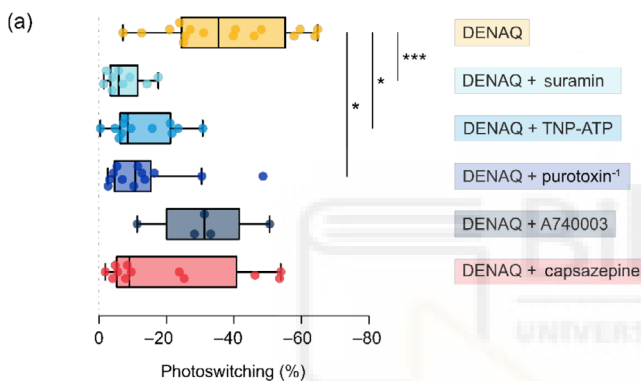 (a)
DENAQ
***
DENAQ + suramin
*
DENAQ + TNP-ATP
*
DENAQ + purotoxin⁻¹
DENAQ + A740003
DENAQ + capsazepine
0 −20 −40 −60 −80
Photoswitching (%)